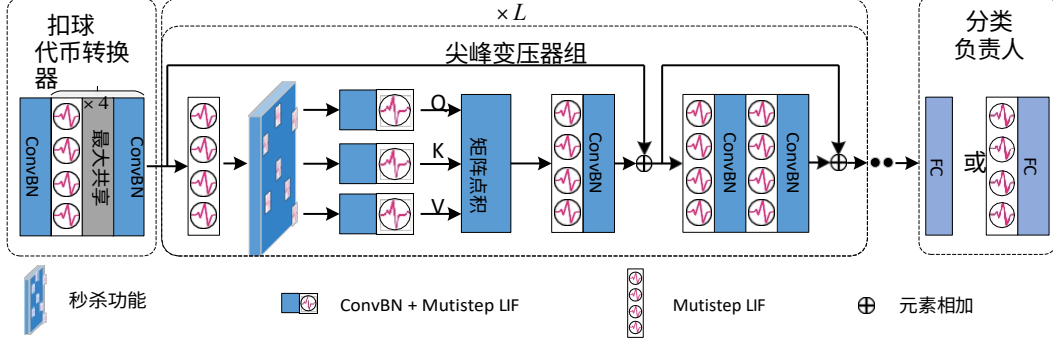 × L
扣球
代币转换
器
× 4
ConvBN
最大共享
ConvBN
尖峰变压器组
Q
K
V
矩阵点积
ConvBN
ConvBN
ConvBN
分类
负责人
FC
或
FC
秒杀功能
ConvBN + Mutistep LIF
Mutistep LIF
元素相加